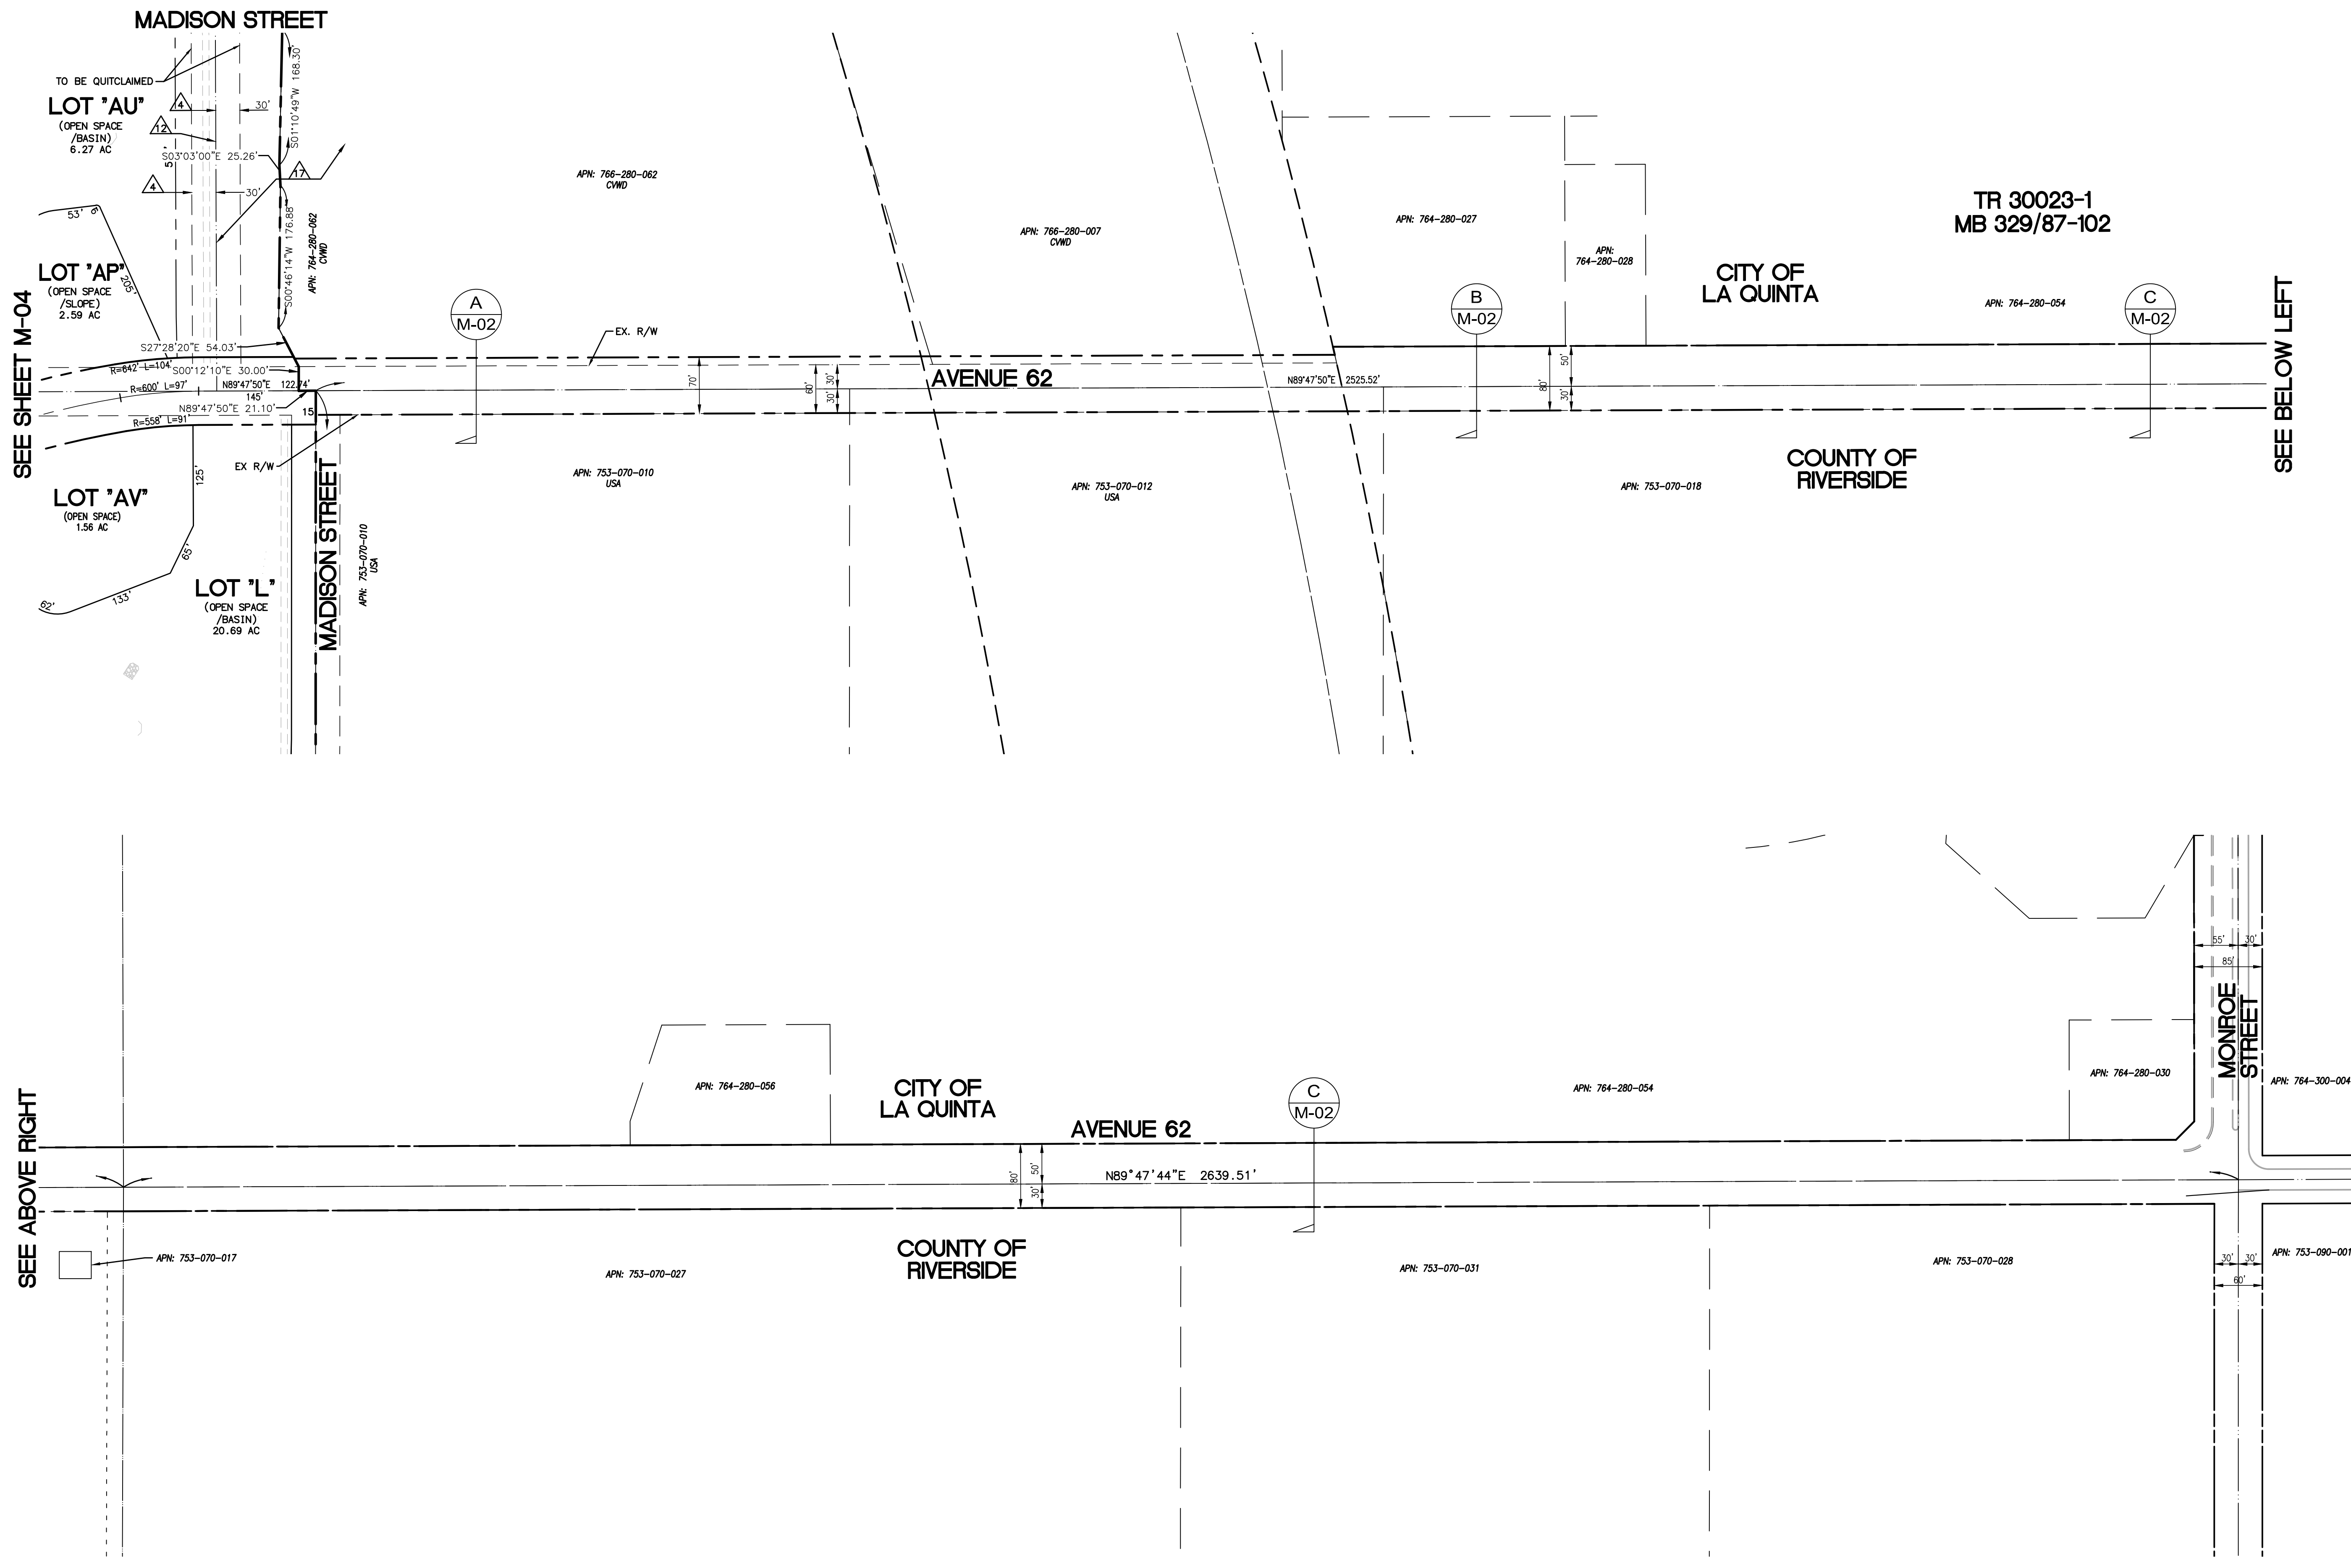 MADISON STREET
TO BE QUITCLAIMED
LOT "AU"
(OPEN SPACE
/BASIN)
6.27 AC
4
30'
12
S03°03'00"E 25.26'
17
4
30'
S01°10'49"W 168.30'
S00°46'14"W 176.88'
APN: 764-280-062
CVWD
53'
205'
LOT "AP"
(OPEN SPACE
/SLOPE)
2.59 AC
SEE SHEET M-04
S27°28'20"E 54.03'
R=642' L=104'
S00°12'10"E 30.00'
R=600' L=97'
N89°47'50"E 122.74'
145'
N89°47'50"E 21.10'
15
R=558' L=91'
EX R/W
125'
LOT "AV"
(OPEN SPACE)
1.56 AC
65'
133'
62'
LOT "L"
(OPEN SPACE
/BASIN)
20.69 AC
MADISON STREET
APN: 753-070-010
USA
APN: 766-280-062
CVWD
A
M-02
EX. R/W
70'
60'
30'
30'
AVENUE 62
APN: 753-070-010
USA
APN: 766-280-007
CVWD
APN: 753-070-012
USA
N89°47'50"E 2525.52'
APN: 764-280-027
APN:
764-280-028
B
M-02
80'
50'
30'
TR 30023-1
MB 329/87-102
CITY OF
LA QUINTA
APN: 764-280-054
C
M-02
COUNTY OF
RIVERSIDE
APN: 753-070-018
SEE BELOW LEFT
SEE ABOVE RIGHT
APN: 753-070-017
APN: 764-280-056
CITY OF
LA QUINTA
AVENUE 62
80'
50'
30'
N89°47'44"E 2639.51'
C
M-02
APN: 764-280-054
COUNTY OF
RIVERSIDE
APN: 753-070-027
APN: 753-070-031
APN: 753-070-028
55'
30'
85'
MONROE
STREET
APN: 764-280-030
APN: 764-300-004
APN: 753-090-001
30'
30'
60'